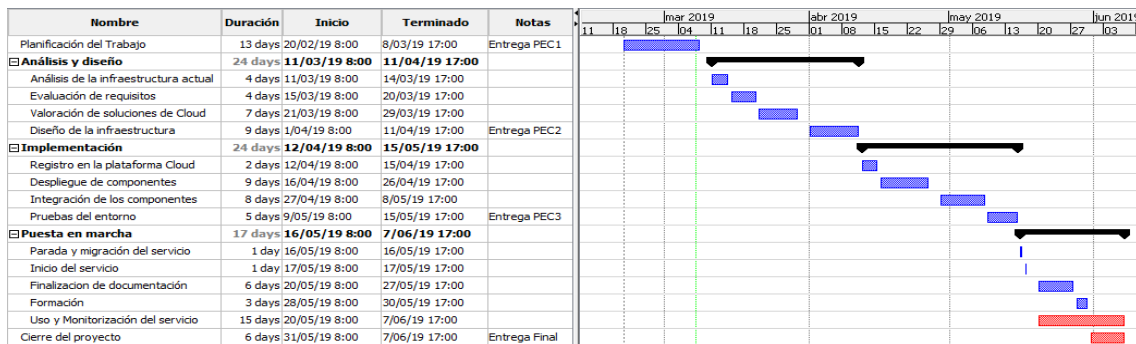 Nombre Duración Inicio Terminado Notas
mar 2019 abr 2019 may 2019 jun 2019
11 18 25 04 11 18 25 01 08 15 22 29 06 13 20 27 03
Planificación del Trabajo 13 days 20/02/19 8:00 8/03/19 17:00 Entrega PEC1
Análisis y diseño 24 days 11/03/19 8:00 11/04/19 17:00
Análisis de la infraestructura actual 4 days 11/03/19 8:00 14/03/19 17:00
Evaluación de requisitos 4 days 15/03/19 8:00 20/03/19 17:00
Valoración de soluciones de Cloud 7 days 21/03/19 8:00 29/03/19 17:00
Diseño de la infraestructura 9 days 1/04/19 8:00 11/04/19 17:00 Entrega PEC2
Implementación 24 days 12/04/19 8:00 15/05/19 17:00
Registro en la plataforma Cloud 2 days 12/04/19 8:00 15/04/19 17:00
Despliegue de componentes 9 days 16/04/19 8:00 26/04/19 17:00
Integración de los componentes 8 days 27/04/19 8:00 8/05/19 17:00
Pruebas del entorno 5 days 9/05/19 8:00 15/05/19 17:00 Entrega PEC3
Puesta en marcha 17 days 16/05/19 8:00 7/06/19 17:00
Parada y migración del servicio 1 day 16/05/19 8:00 16/05/19 17:00
Inicio del servicio 1 day 17/05/19 8:00 17/05/19 17:00
Finalizacion de documentación 6 days 20/05/19 8:00 27/05/19 17:00
Formación 3 days 28/05/19 8:00 30/05/19 17:00
Uso y Monitorización del servicio 15 days 20/05/19 8:00 7/06/19 17:00
Cierre del proyecto 6 days 31/05/19 8:00 7/06/19 17:00 Entrega Final